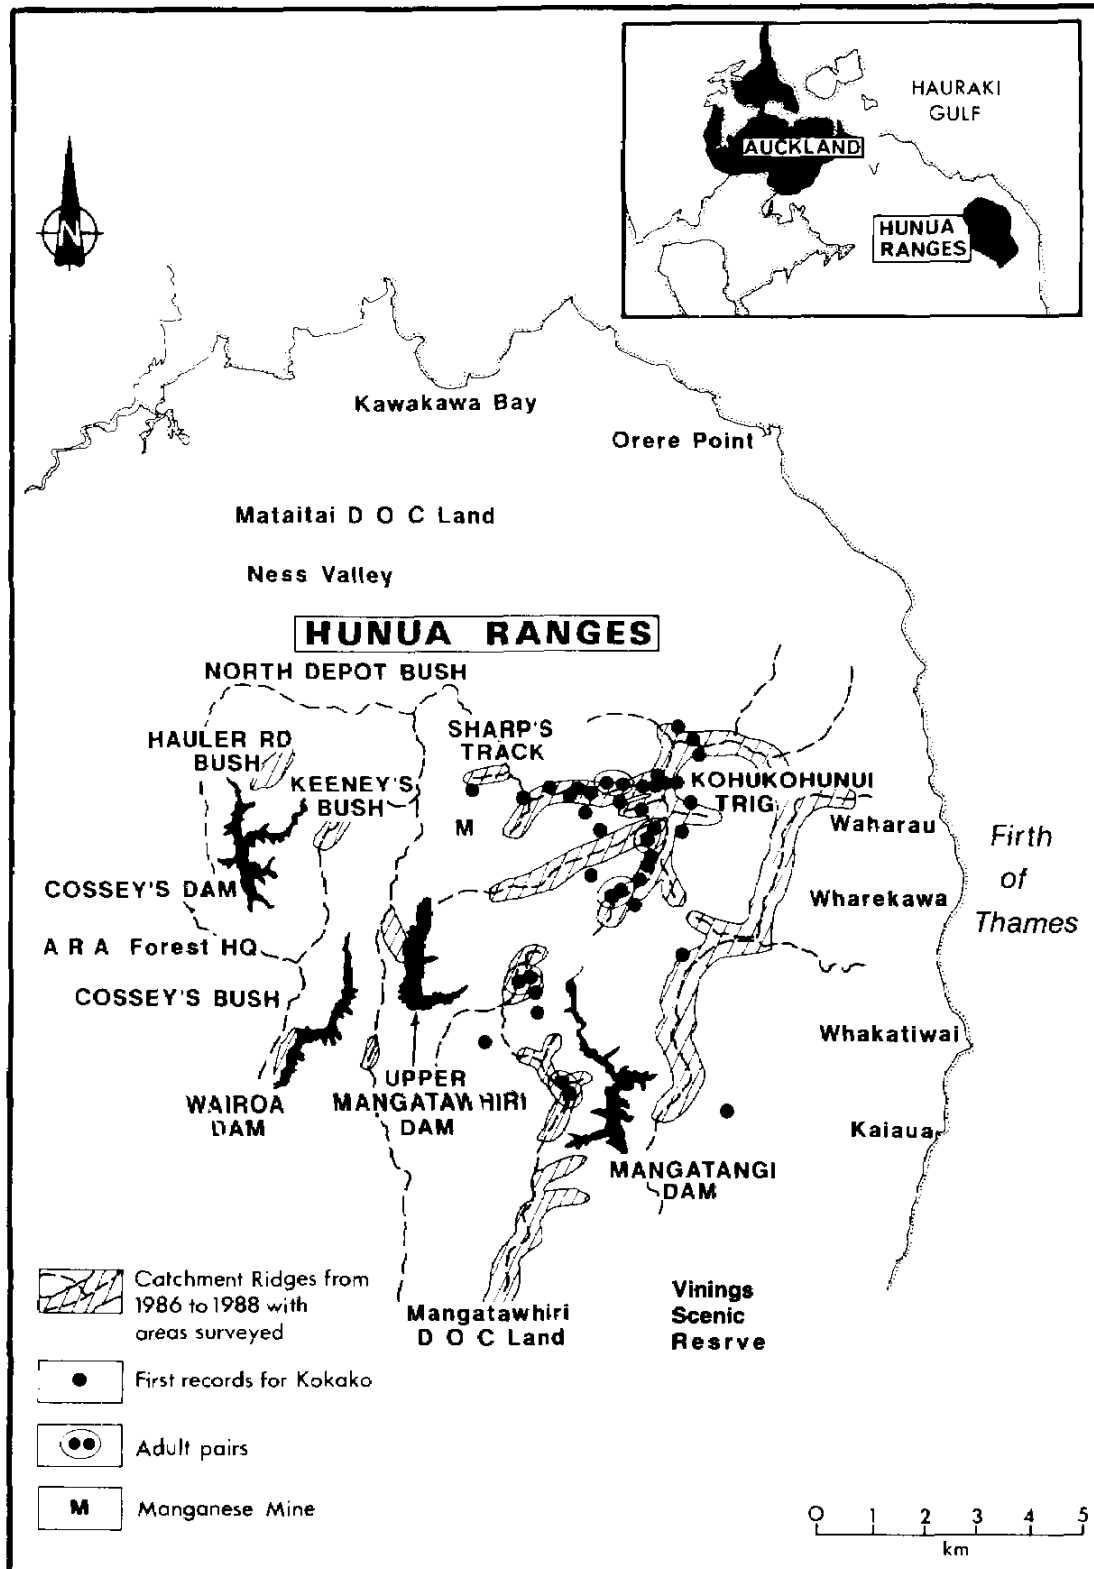 HAURAKI
GULF
AUCKLAND
HUNUA
RANGES
N
Kawakawa Bay
Orere Point
Mataitai D O C Land
Ness Valley
HUNUA RANGES
NORTH DEPOT BUSH
HAULER RD
BUSH
SHARP'S
TRACK
KEENEY'S
BUSH
KOHUKOHUNUI
TRIG
M
Waharau
Firth
of
Thames
COSSEY'S DAM
Wharekawa
A R A Forest HQ
COSSEY'S BUSH
Whakatiwai
WAIROA
DAM
UPPER
MANGATAWHIRI
DAM
Kaiaua
MANGATANGI
DAM
Catchment Ridges from
1986 to 1988 with
areas surveyed
Mangatawhiri
D O C Land
Vinings
Scenic
Resrve
First records for Kokako
Adult pairs
M Manganese Mine
0 1 2 3 4 5
km